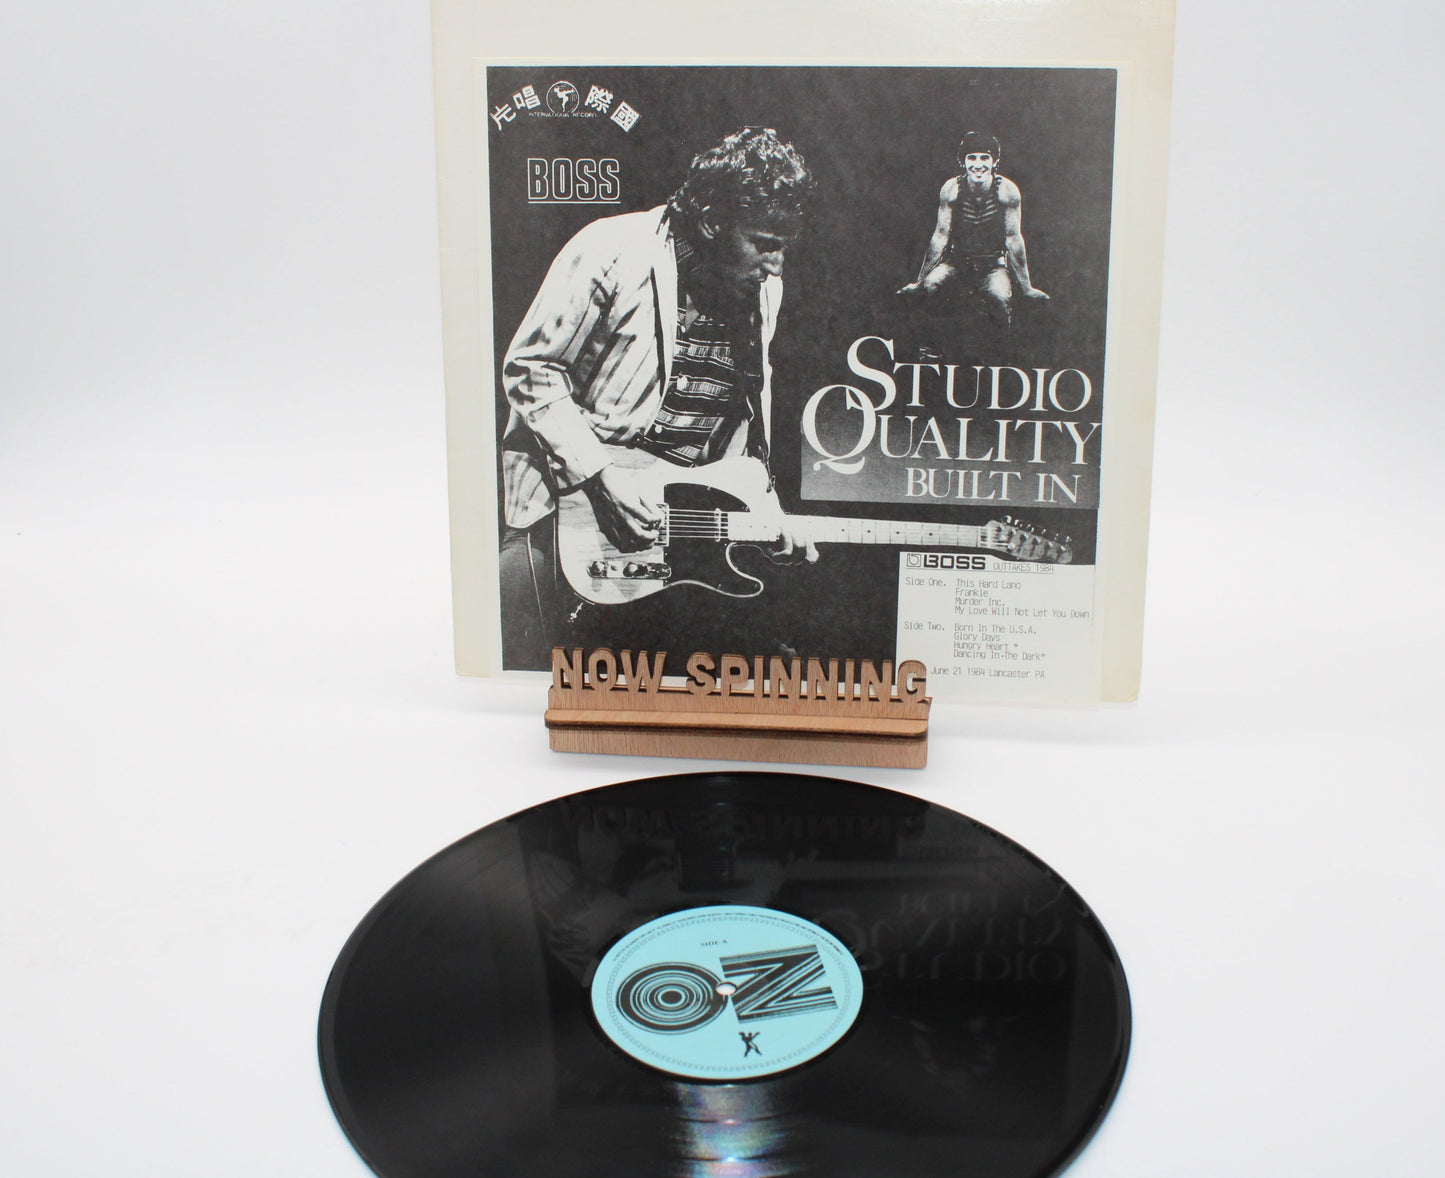 片唱 際國
INTERNATIONAL RECORD
BOSS
STUDIO
QUALITY
BUILT IN
BOSS OUTTAKES 1984
Side One. This Hard Land
Frankie
Murder Inc.
My Love Will Not Let You Down
Side Two. Born In The U.S.A.
Glory Days
Hungry Heart *
Dancing In The Dark*
June 21 1984 Lancaster PA
NOW SPINNING
SIDE A
ZO